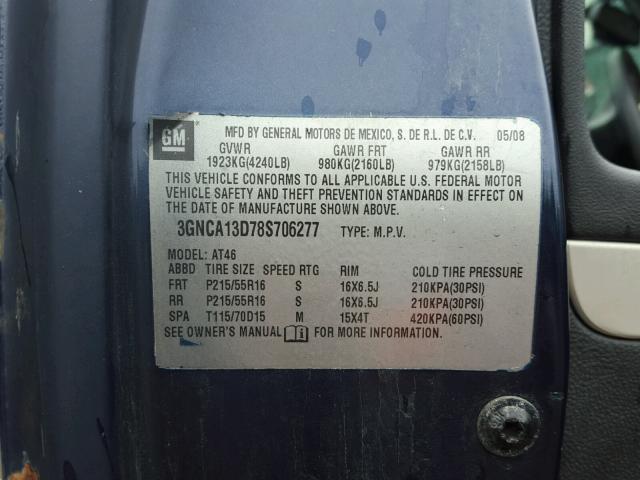 GM
MFD BY GENERAL MOTORS DE MEXICO, S. DE R.L. DE C.V. 05/08
GVWR GAWR FRT GAWR RR
1923KG(4240LB) 980KG(2160LB) 979KG(2158LB)
THIS VEHICLE CONFORMS TO ALL APPLICABLE U.S. FEDERAL MOTOR
VEHICLE SAFETY AND THEFT PREVENTION STANDARDS IN EFFECT ON THE
DATE OF MANUFACTURE SHOWN ABOVE.
3GNCA13D78S706277 TYPE: M.P.V.
MODEL: AT46
ABBD TIRE SIZE SPEED RTG RIM COLD TIRE PRESSURE
FRT P215/55R16 S 16X6.5J 210KPA(30PSI)
RR P215/55R16 S 16X6.5J 210KPA(30PSI)
SPA T115/70D15 M 15X4T 420KPA(60PSI)
SEE OWNER'S MANUAL FOR ADDITIONAL INFORMATION.